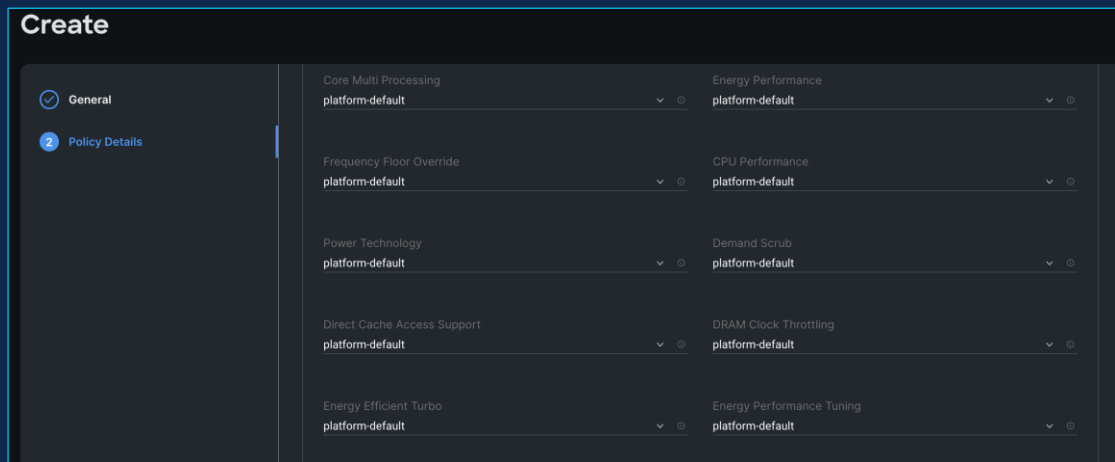 Create
General
2 Policy Details
Core Multi Processing
platform-default
Energy Performance
platform-default
Frequency Floor Override
platform-default
CPU Performance
platform-default
Power Technology
platform-default
Demand Scrub
platform-default
Direct Cache Access Support
platform-default
DRAM Clock Throttling
platform-default
Energy Efficient Turbo
platform-default
Energy Performance Tuning
platform-default